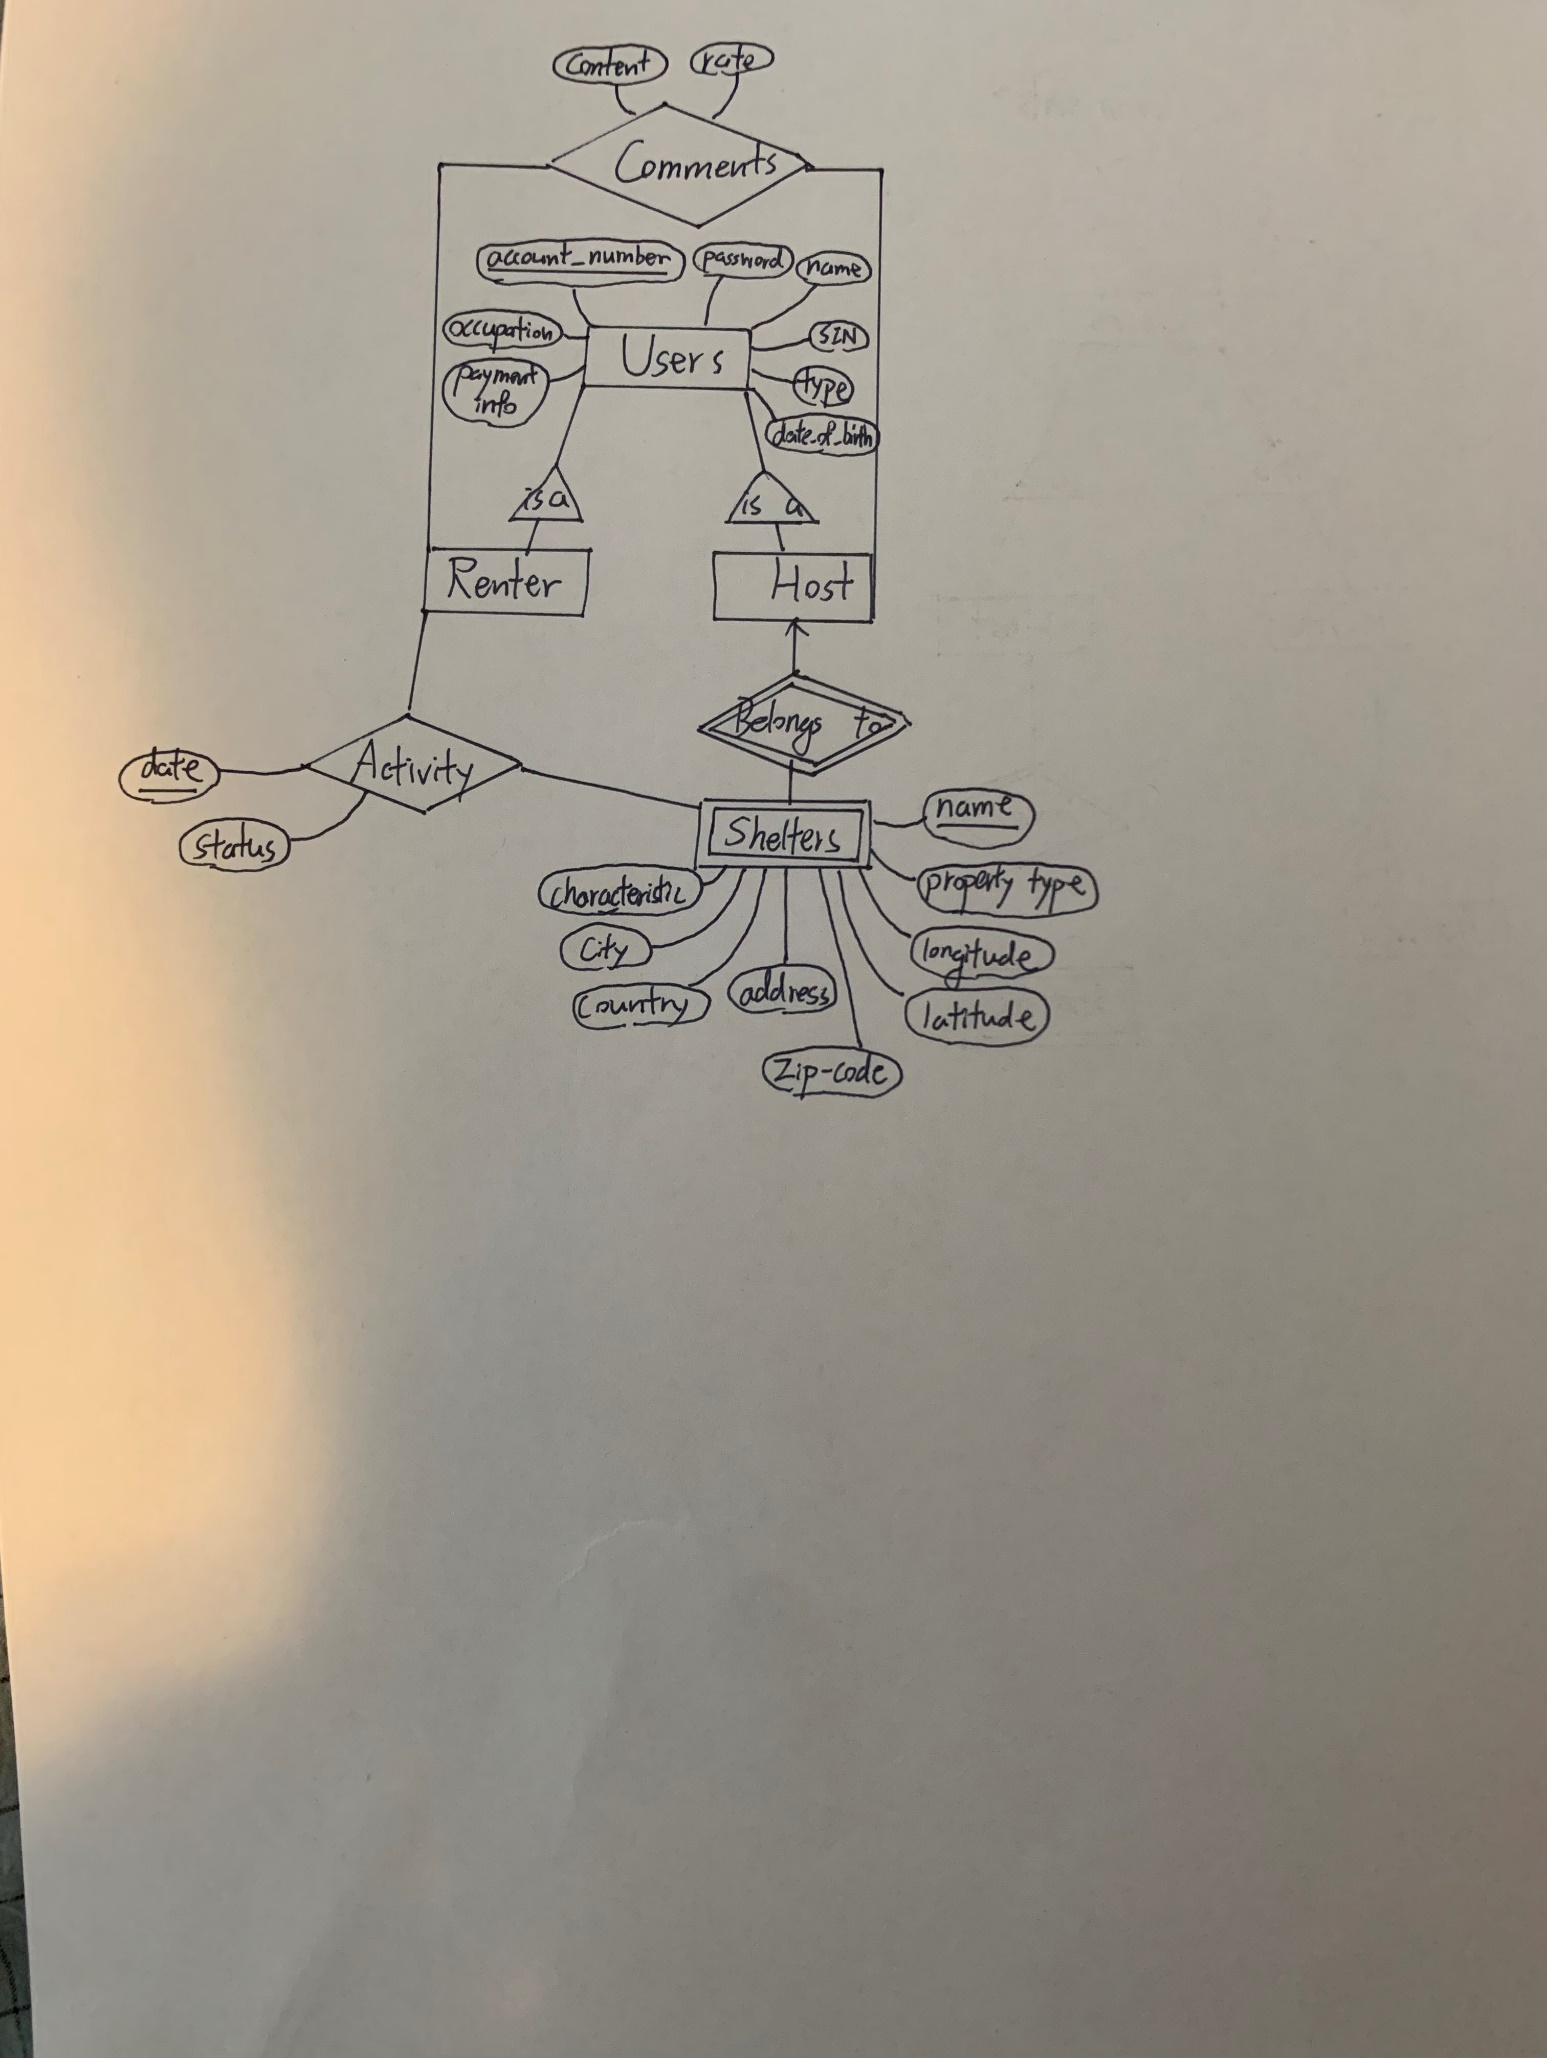 Content
rate
Comments
account_number
password
name
occupation
Users
SIN
payment
info
type
date_of_birth
is a
is a
Renter
Host
Belongs to
date
Activity
status
Shelters
name
characteristic
property type
City
longitude
Country
address
latitude
Zip-code